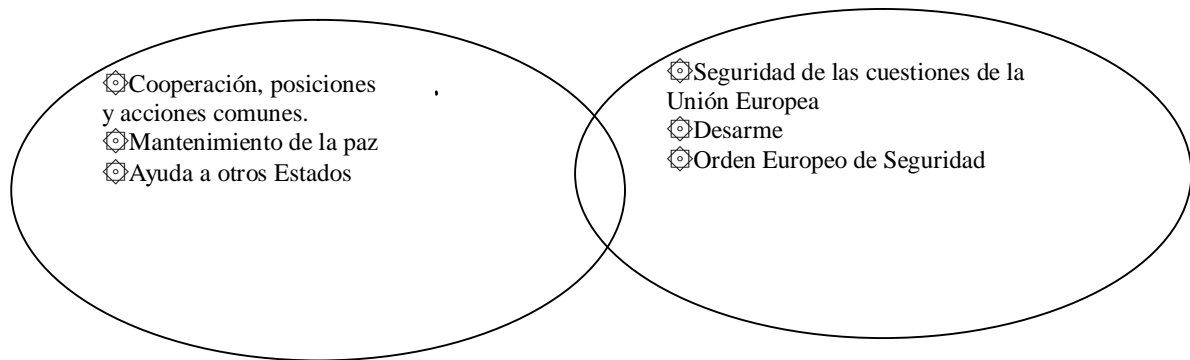 ۞Cooperación, posiciones
y acciones comunes.
۞Mantenimiento de la paz
۞Ayuda a otros Estados
۞Seguridad de las cuestiones de la
Unión Europea
۞Desarme
۞Orden Europeo de Seguridad